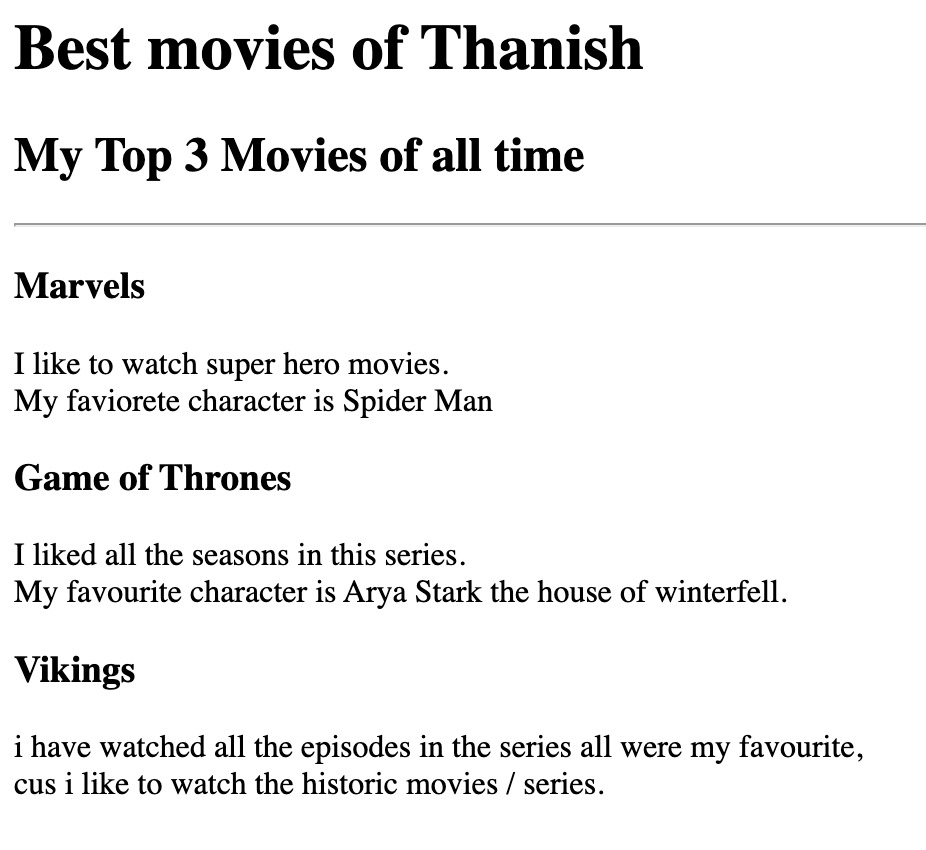 Best movies of Thanish
My Top 3 Movies of all time
Marvels
I like to watch super hero movies.
My faviorete character is Spider Man
Game of Thrones
I liked all the seasons in this series.
My favourite character is Arya Stark the house of winterfell.
Vikings
i have watched all the episodes in the series all were my favourite,
cus i like to watch the historic movies / series.